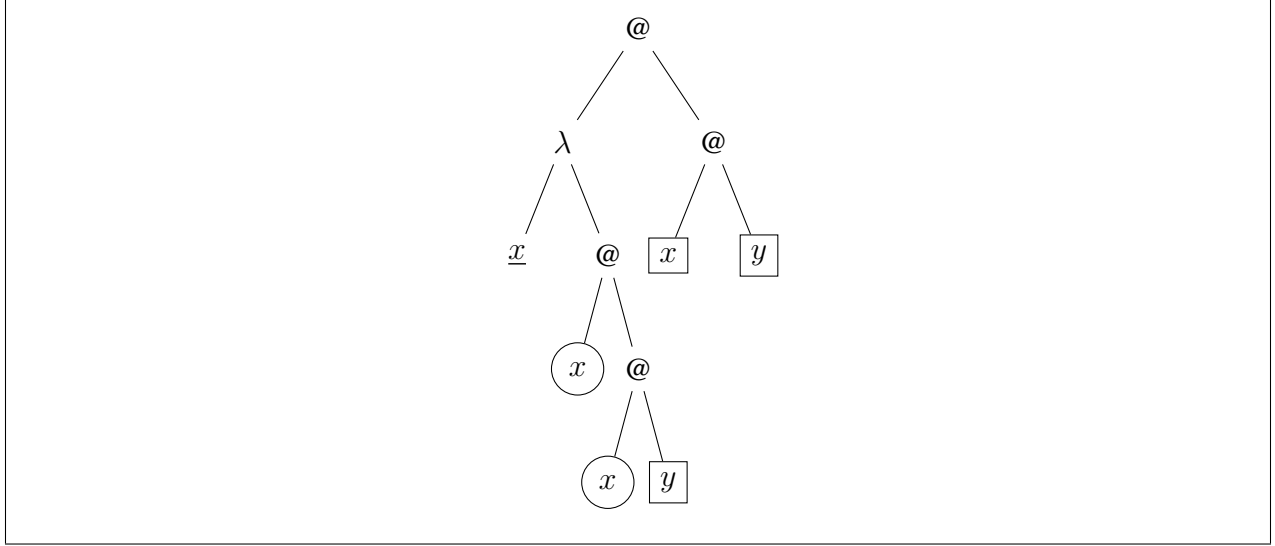 @
λ @
x @ x y
x @
x y